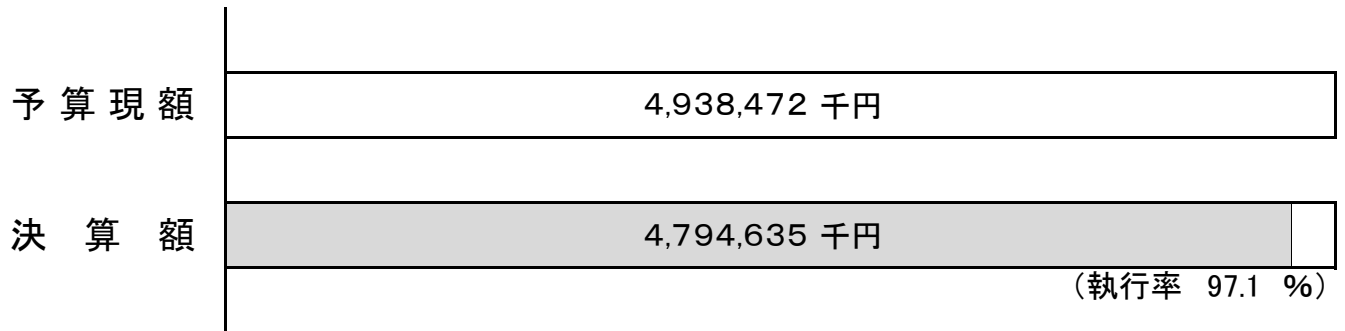 予算現額 4,938,472 千円
決算額 4,794,635 千円
（執行率 97.1 %）